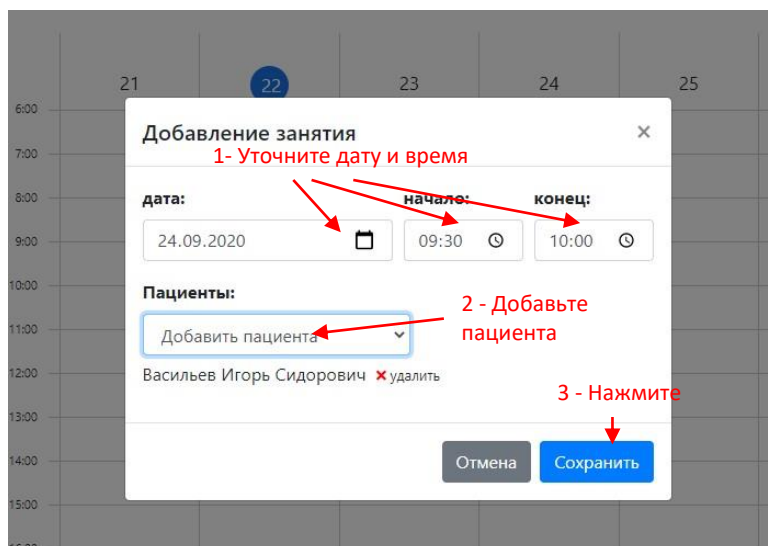 21 22 23 24 25
6:00
Добавление занятия ×
7:00
1- Уточните дату и время
8:00
дата: начало: конец:
9:00
24.09.2020 09:30 10:00
10:00
Пациенты:
2 - Добавьте
пациента
11:00
Добавить пациента
12:00
Васильев Игорь Сидорович ×удалить
3 - Нажмите
13:00
14:00
Отмена Сохранить
15:00